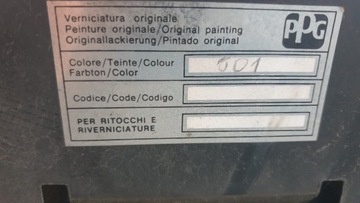 Verniciatura originale
Peinture originale/Original painting
Originallackierung/Pintado original
PPG
Colore/Teinte/Colour
Farbton/Color
601
Codice/Code/Codigo
PER RITOCCHI E
RIVERNICIATURE